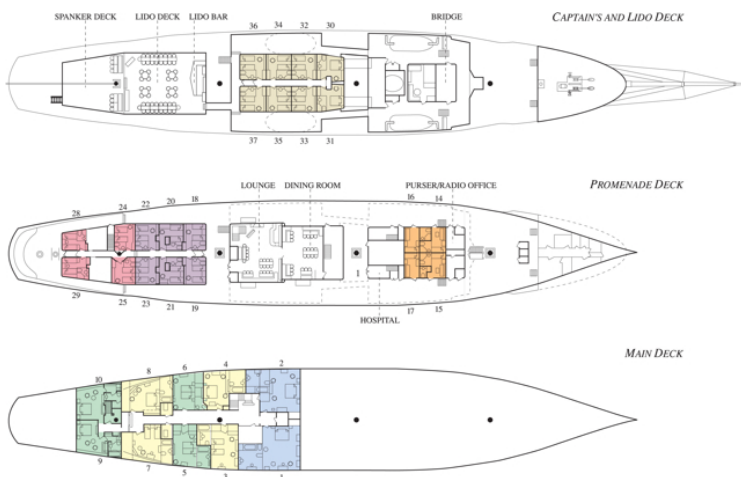 SPANKER DECK LIDO DECK LIDO BAR BRIDGE CAPTAIN'S AND LIDO DECK
36 34 32 30
37 35 33 31
PROMENADE DECK
LOUNGE DINING ROOM PURSER/RADIO OFFICE
28 24 22 20 18 16 14
29 25 23 21 19 1 17 15
HOSPITAL
MAIN DECK
10 8 6 4 2
9 7 5 3 1